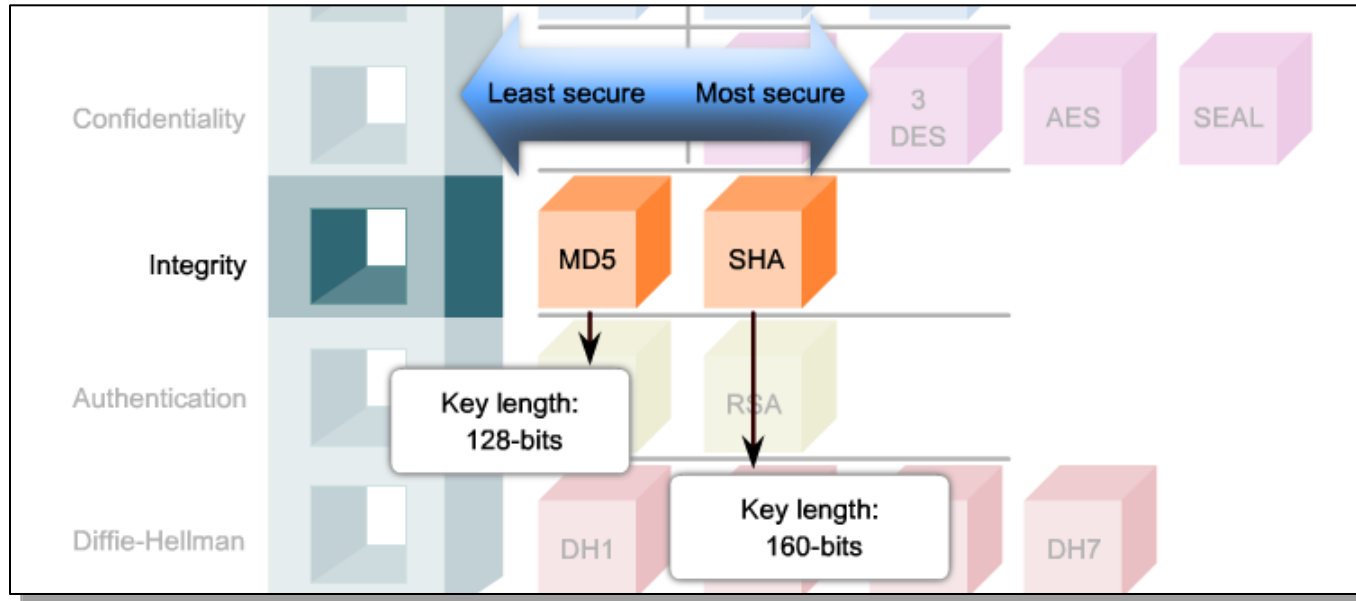 Least secure
Most secure
Confidentiality
3
DES
AES
SEAL
Integrity
MD5
SHA
Authentication
RSA
Key length:
128-bits
Key length:
160-bits
Diffie-Hellman
DH1
DH7